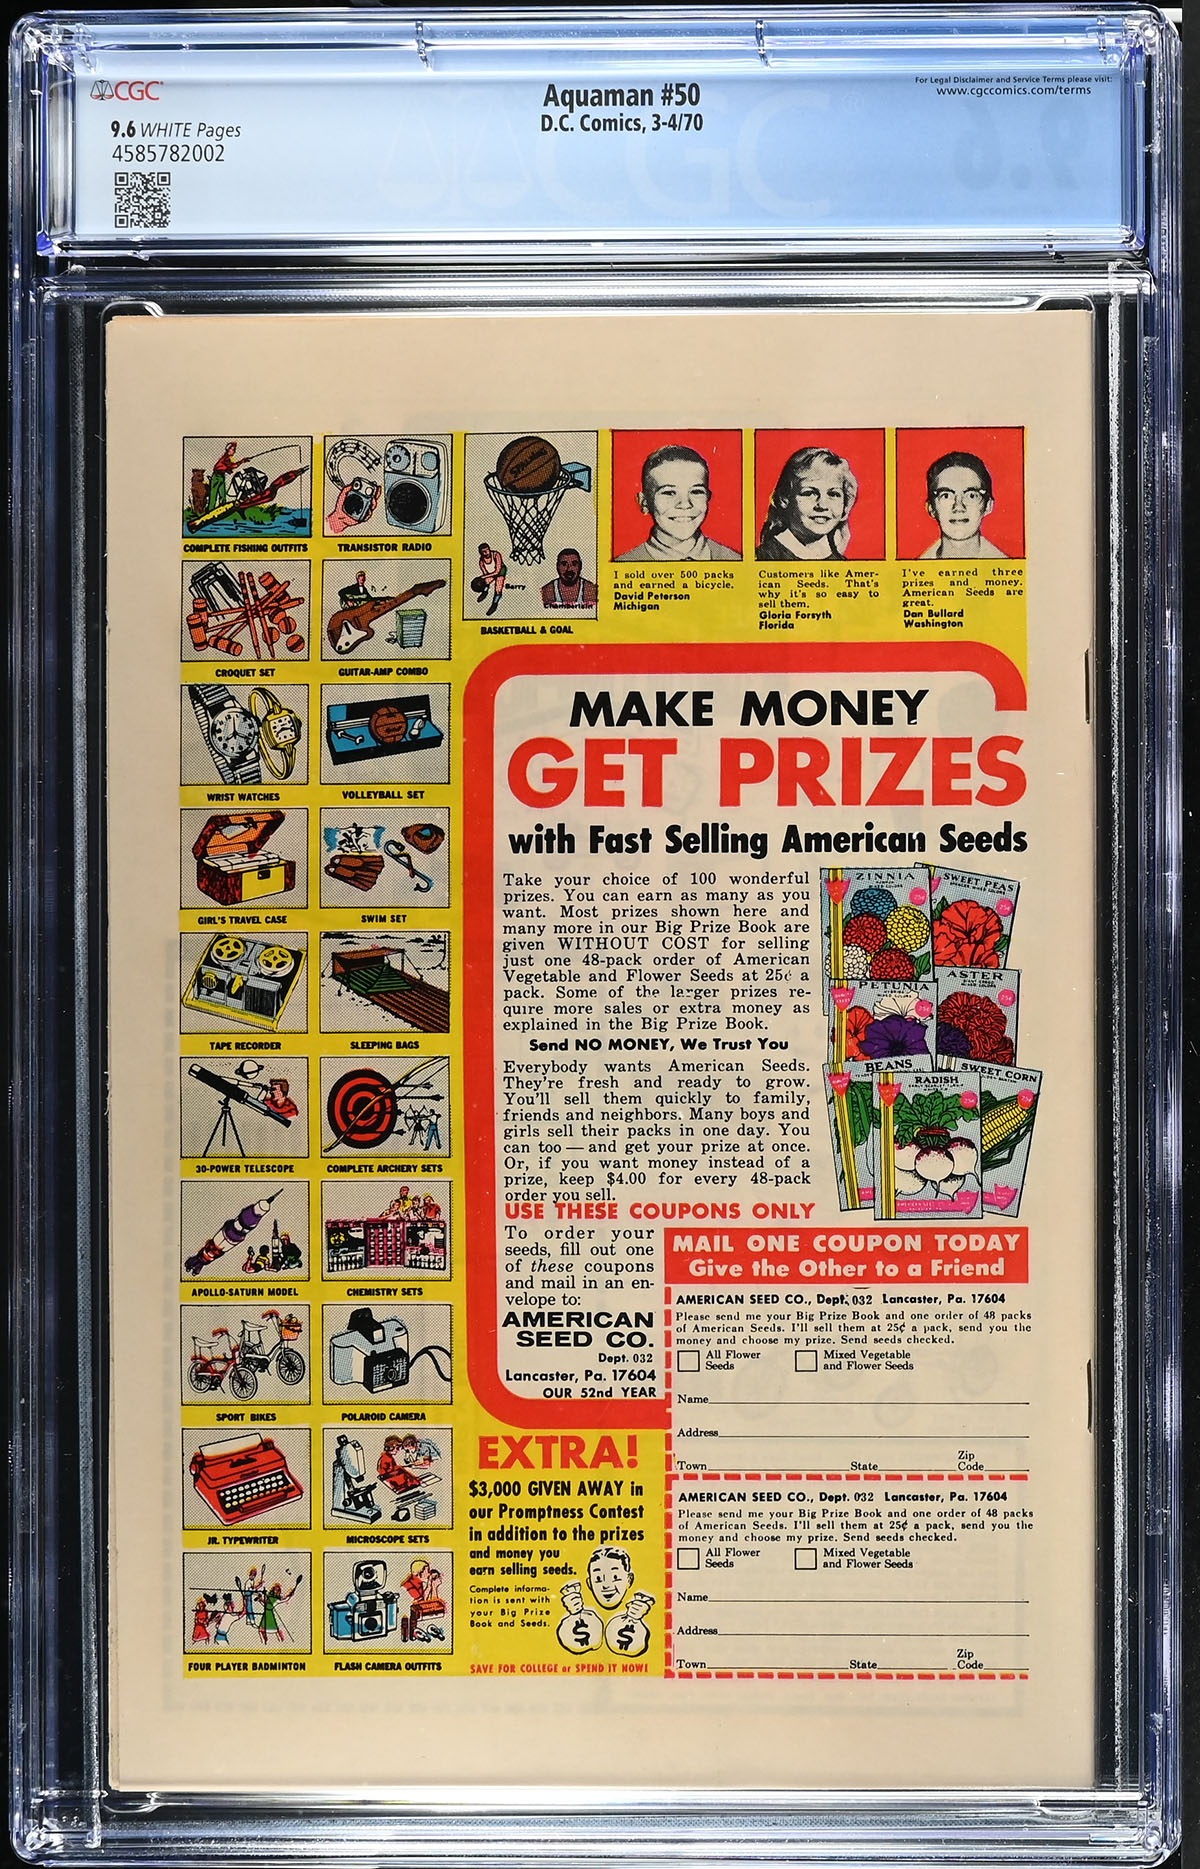 CGC
9.6 WHITE Pages
4585782002
Aquaman #50
D.C. Comics, 3-4/70
For Legal Disclaimer and Service Terms please visit:
www.cgccomics.com/terms
COMPLETE FISHING OUTFITS
TRANSISTOR RADIO
CROQUET SET
GUITAR-AMP COMBO
WRIST WATCHES
VOLLEYBALL SET
GIRL'S TRAVEL CASE
SWIM SET
TAPE RECORDER
SLEEPING BAGS
30-POWER TELESCOPE
COMPLETE ARCHERY SETS
APOLLO-SATURN MODEL
CHEMISTRY SETS
SPORT BIKES
POLAROID CAMERA
JR. TYPEWRITER
MICROSCOPE SETS
FOUR PLAYER BADMINTON
FLASH CAMERA OUTFITS
Barry
Chamberlain
BASKETBALL & GOAL
I sold over 500 packs
and earned a bicycle.
David Peterson
Michigan
Customers like Amer-
ican Seeds. That's
why it's so easy to
sell them.
Gloria Forsyth
Florida
I've earned three
prizes and money.
American Seeds are
great.
Dan Bullard
Washington
MAKE MONEY
GET PRIZES
with Fast Selling American Seeds
Take your choice of 100 wonderful
prizes. You can earn as many as you
want. Most prizes shown here and
many more in our Big Prize Book are
given WITHOUT COST for selling
just one 48-pack order of American
Vegetable and Flower Seeds at 25¢ a
pack. Some of the larger prizes re-
quire more sales or extra money as
explained in the Big Prize Book.
Send NO MONEY, We Trust You
Everybody wants American Seeds.
They're fresh and ready to grow.
You'll sell them quickly to family,
friends and neighbors. Many boys and
girls sell their packs in one day. You
can too — and get your prize at once.
Or, if you want money instead of a
prize, keep $4.00 for every 48-pack
order you sell.
ZINNIA
SWEET PEAS
25¢
25¢
PETUNIA
ASTER
25¢
25¢
BEANS
RADISH
SWEET CORN
25¢
25¢
USE THESE COUPONS ONLY
To order your
seeds, fill out one
of these coupons
and mail in an en-
velope to:
AMERICAN
SEED CO.
Dept. 032
Lancaster, Pa. 17604
OUR 52nd YEAR
MAIL ONE COUPON TODAY
Give the Other to a Friend
AMERICAN SEED CO., Dept. 032 Lancaster, Pa. 17604
Please send me your Big Prize Book and one order of 48 packs
of American Seeds. I'll sell them at 25¢ a pack, send you the
money and choose my prize. Send seeds checked.
All Flower Seeds
Mixed Vegetable and Flower Seeds
Name
Address
Town State Zip Code
AMERICAN SEED CO., Dept. 032 Lancaster, Pa. 17604
Please send me your Big Prize Book and one order of 48 packs
of American Seeds. I'll sell them at 25¢ a pack, send you the
money and choose my prize. Send seeds checked.
All Flower Seeds
Mixed Vegetable and Flower Seeds
Name
Address
Town State Zip Code
EXTRA!
$3,000 GIVEN AWAY in
our Promptness Contest
in addition to the prizes
and money you
earn selling seeds.
Complete informa-
tion is sent with
your Big Prize
Book and Seeds.
$ $
SAVE FOR COLLEGE or SPEND IT NOW!